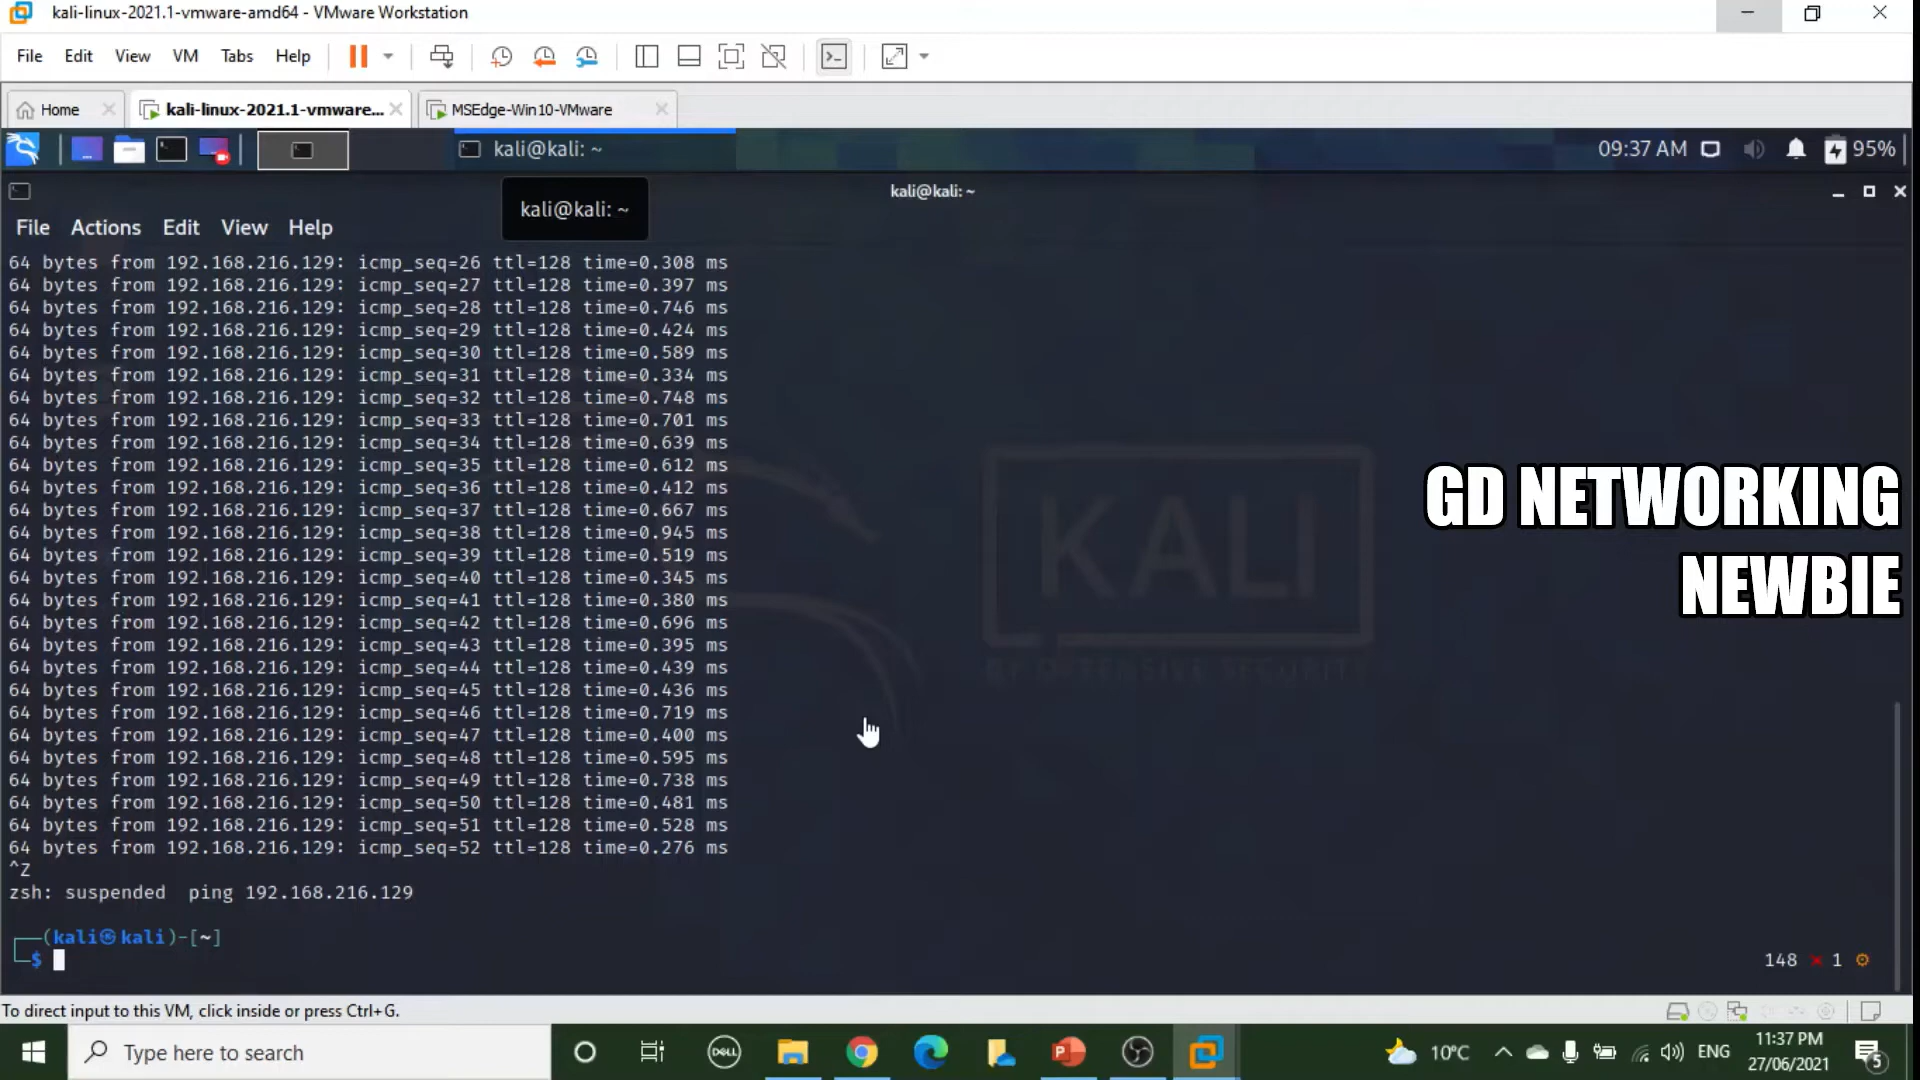 kali-linux-2021.1-vmware-amd64 - VMware Workstation
File Edit View VM Tabs Help
Home kali-linux-2021.1-vmware... MSEdge-Win10-VMware
kali@kali: ~ 09:37 AM 95%
kali@kali: ~
kali@kali: ~
File Actions Edit View Help
64 bytes from 192.168.216.129: icmp_seq=26 ttl=128 time=0.308 ms
64 bytes from 192.168.216.129: icmp_seq=27 ttl=128 time=0.397 ms
64 bytes from 192.168.216.129: icmp_seq=28 ttl=128 time=0.746 ms
64 bytes from 192.168.216.129: icmp_seq=29 ttl=128 time=0.424 ms
64 bytes from 192.168.216.129: icmp_seq=30 ttl=128 time=0.589 ms
64 bytes from 192.168.216.129: icmp_seq=31 ttl=128 time=0.334 ms
64 bytes from 192.168.216.129: icmp_seq=32 ttl=128 time=0.748 ms
64 bytes from 192.168.216.129: icmp_seq=33 ttl=128 time=0.701 ms
64 bytes from 192.168.216.129: icmp_seq=34 ttl=128 time=0.639 ms
64 bytes from 192.168.216.129: icmp_seq=35 ttl=128 time=0.612 ms
64 bytes from 192.168.216.129: icmp_seq=36 ttl=128 time=0.412 ms
64 bytes from 192.168.216.129: icmp_seq=37 ttl=128 time=0.667 ms
64 bytes from 192.168.216.129: icmp_seq=38 ttl=128 time=0.945 ms
64 bytes from 192.168.216.129: icmp_seq=39 ttl=128 time=0.519 ms
64 bytes from 192.168.216.129: icmp_seq=40 ttl=128 time=0.345 ms
64 bytes from 192.168.216.129: icmp_seq=41 ttl=128 time=0.380 ms
64 bytes from 192.168.216.129: icmp_seq=42 ttl=128 time=0.696 ms
64 bytes from 192.168.216.129: icmp_seq=43 ttl=128 time=0.395 ms
64 bytes from 192.168.216.129: icmp_seq=44 ttl=128 time=0.439 ms
64 bytes from 192.168.216.129: icmp_seq=45 ttl=128 time=0.436 ms
64 bytes from 192.168.216.129: icmp_seq=46 ttl=128 time=0.719 ms
64 bytes from 192.168.216.129: icmp_seq=47 ttl=128 time=0.400 ms
64 bytes from 192.168.216.129: icmp_seq=48 ttl=128 time=0.595 ms
64 bytes from 192.168.216.129: icmp_seq=49 ttl=128 time=0.738 ms
64 bytes from 192.168.216.129: icmp_seq=50 ttl=128 time=0.481 ms
64 bytes from 192.168.216.129: icmp_seq=51 ttl=128 time=0.528 ms
64 bytes from 192.168.216.129: icmp_seq=52 ttl=128 time=0.276 ms
^Z
zsh: suspended  ping 192.168.216.129
(kali㉿kali)-[~]
$
148 × 1 ⚙
KALI
BY OFFENSIVE SECURITY
GD NETWORKING
NEWBIE
To direct input to this VM, click inside or press Ctrl+G.
Type here to search
DELL
10°C ENG 11:37 PM
27/06/2021
5